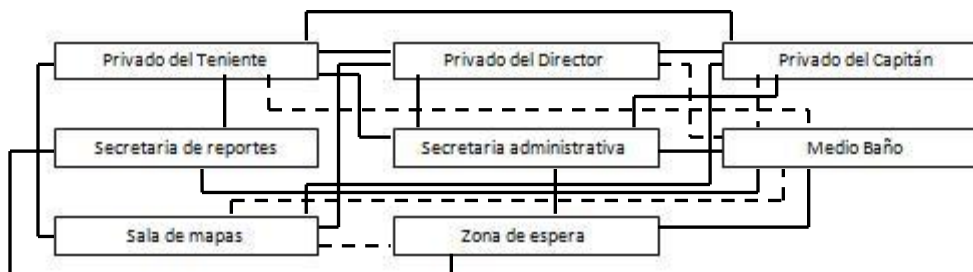 Privado del Teniente
Privado del Director
Privado del Capitán
Secretaria de reportes
Secretaria administrativa
Medio Baño
Sala de mapas
Zona de espera